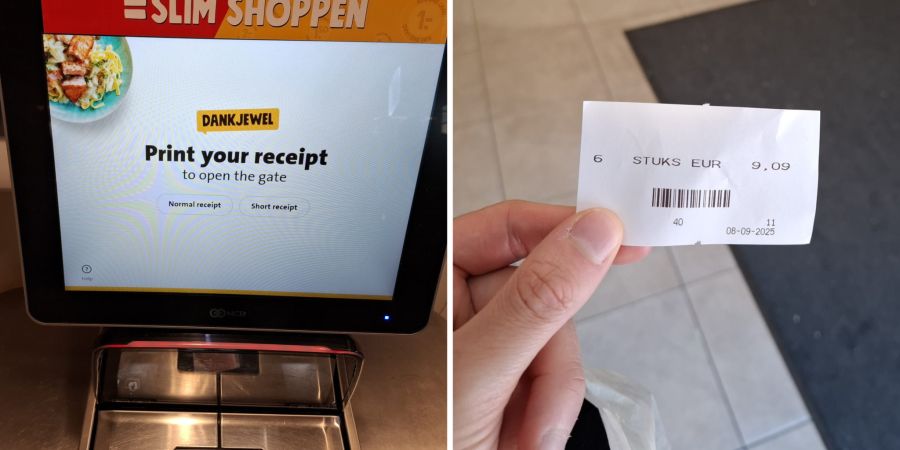 =SLIM SHOPPEN
1.-
DANKJEWEL
Print your receipt
to open the gate
Normal receipt
Short receipt
?
Help
NCR
6 STUKS EUR 9,09
40 11
08-09-2025